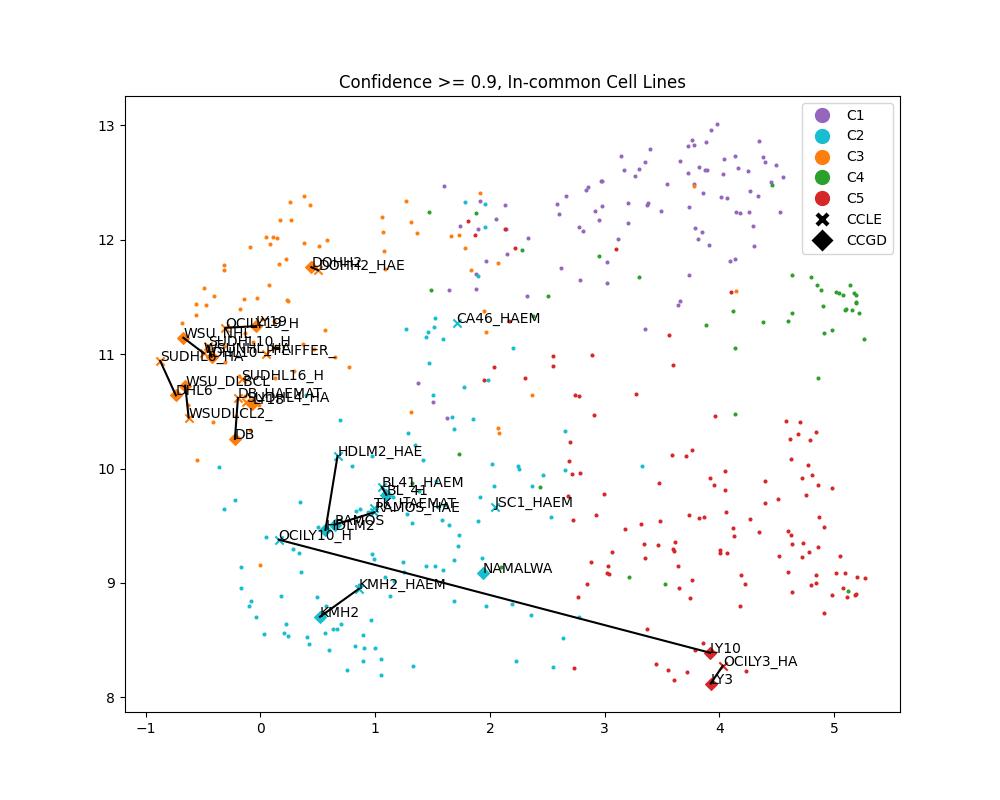 Confidence >= 0.9, In-common Cell Lines
C1
C2
C3
C4
C5
CCLE
CCGD
13
12
11
10
9
8
DOHH2
DOHH2_HAE
CA46_HAEM
OCILY19_H
LY19
WSU_NHL
SUDHL10_H
PFEIFFER_
SUDHL6_HA
SUDHL16_H
WSU_DLBCL
DHL6
DB_HAEMAT
SUDHL4_HA
WSUDLCL2_
DB
HDLM2_HAE
BL41_HAEM
BL_41
JSC1_HAEM
RAMOS_HAE
RAMOS
HDLM2
OCILY10_H
NAMALWA
KMH2_HAEM
KMH2
LY10
OCILY3_HA
LY3
−1
0
1
2
3
4
5